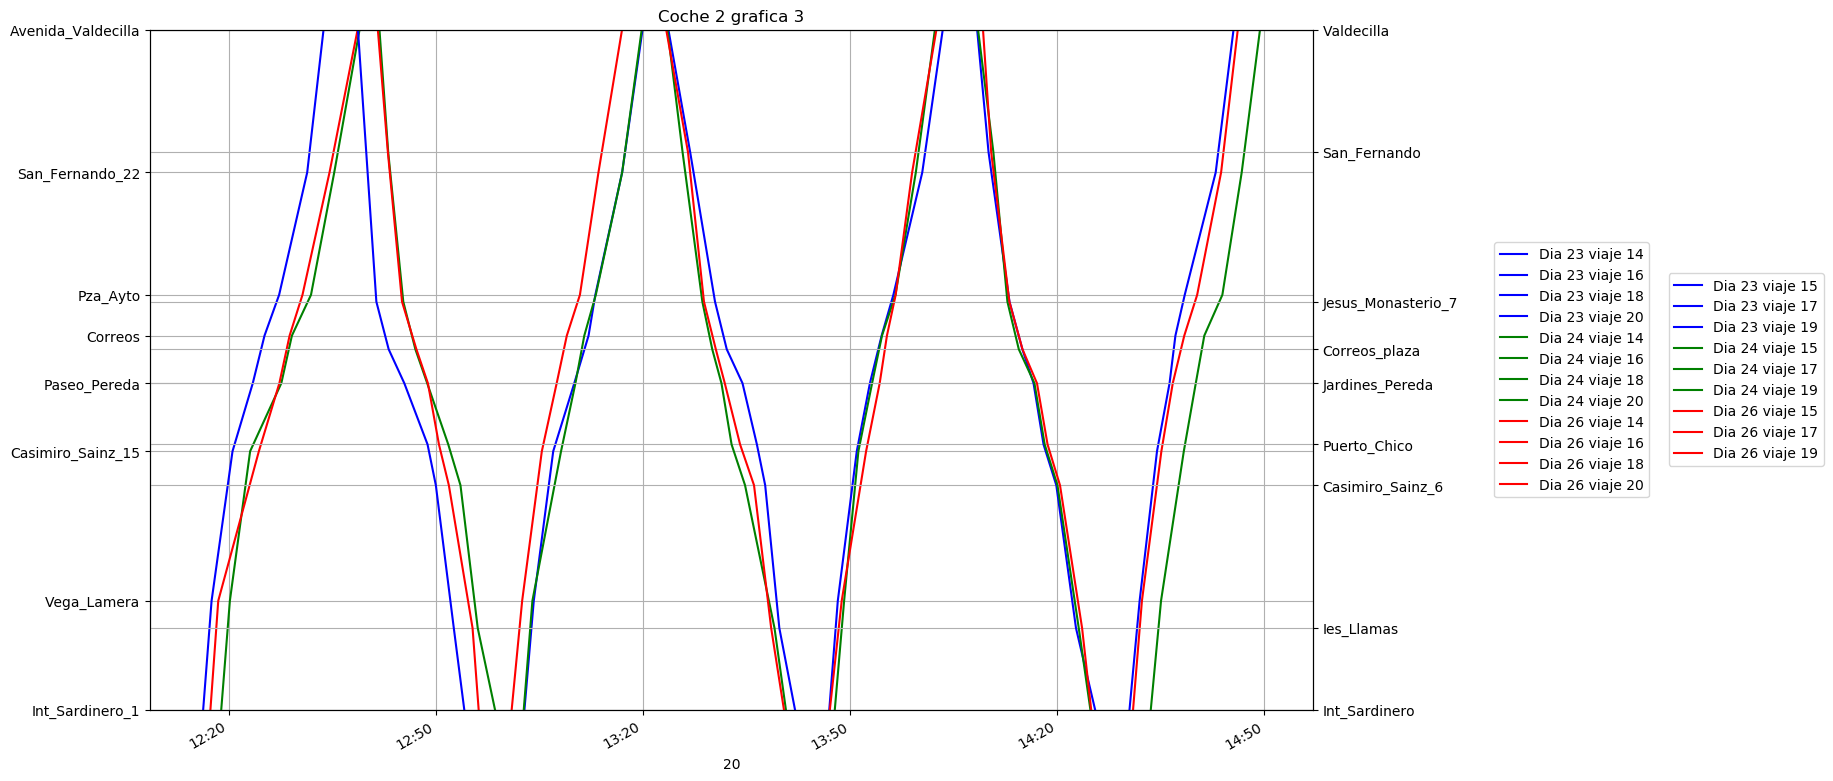 Coche 2 grafica 3
Avenida_Valdecilla
San_Fernando_22
Pza_Ayto
Correos
Paseo_Pereda
Casimiro_Sainz_15
Vega_Lamera
Int_Sardinero_1
Valdecilla
San_Fernando
Jesus_Monasterio_7
Correos_plaza
Jardines_Pereda
Puerto_Chico
Casimiro_Sainz_6
Ies_Llamas
Int_Sardinero
12:20
12:50
13:20
13:50
14:20
14:50
20
Dia 23 viaje 14
Dia 23 viaje 16
Dia 23 viaje 18
Dia 23 viaje 20
Dia 24 viaje 14
Dia 24 viaje 16
Dia 24 viaje 18
Dia 24 viaje 20
Dia 26 viaje 14
Dia 26 viaje 16
Dia 26 viaje 18
Dia 26 viaje 20
Dia 23 viaje 15
Dia 23 viaje 17
Dia 23 viaje 19
Dia 24 viaje 15
Dia 24 viaje 17
Dia 24 viaje 19
Dia 26 viaje 15
Dia 26 viaje 17
Dia 26 viaje 19